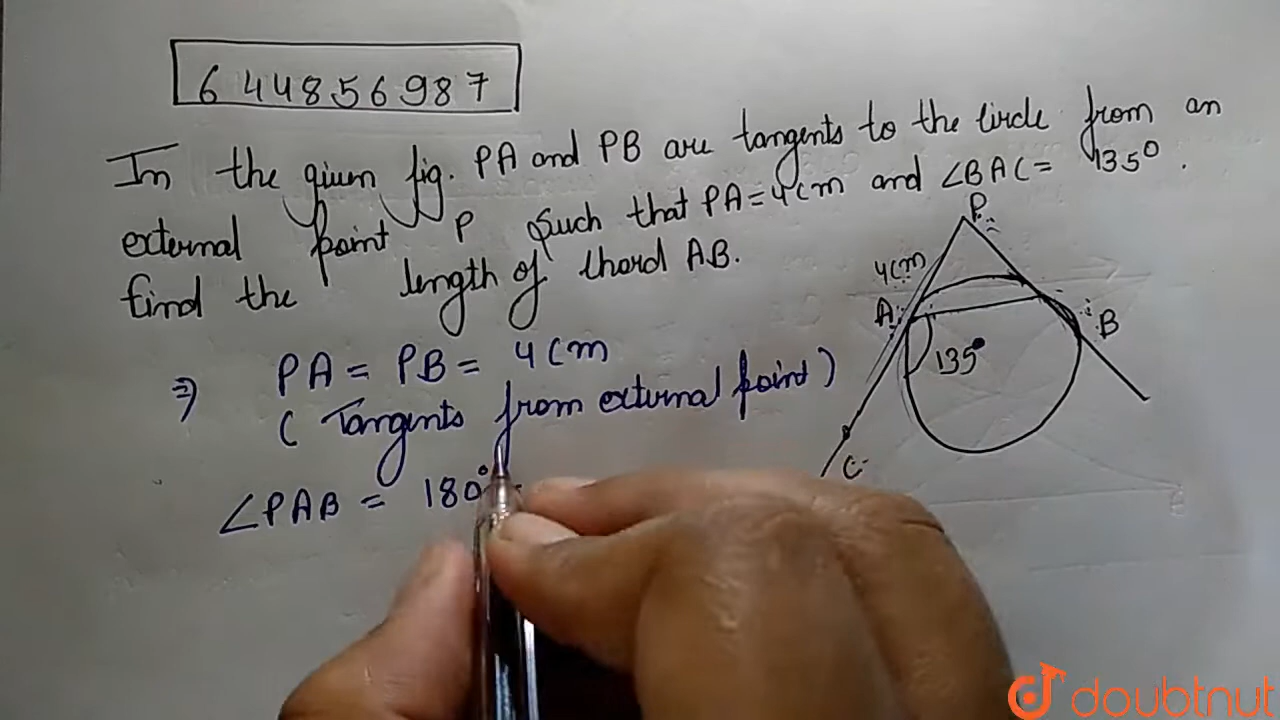 644856987
In the given fig. PA and PB are tangents to the circle from an
external point P such that PA=4cm and ∠BAC= 135°.
find the length of chord AB.
P
4cm
A
B
135°
C
⇒ PA = PB = 4cm
( Tangents from external point )
∠PAB = 180°
doubtnut